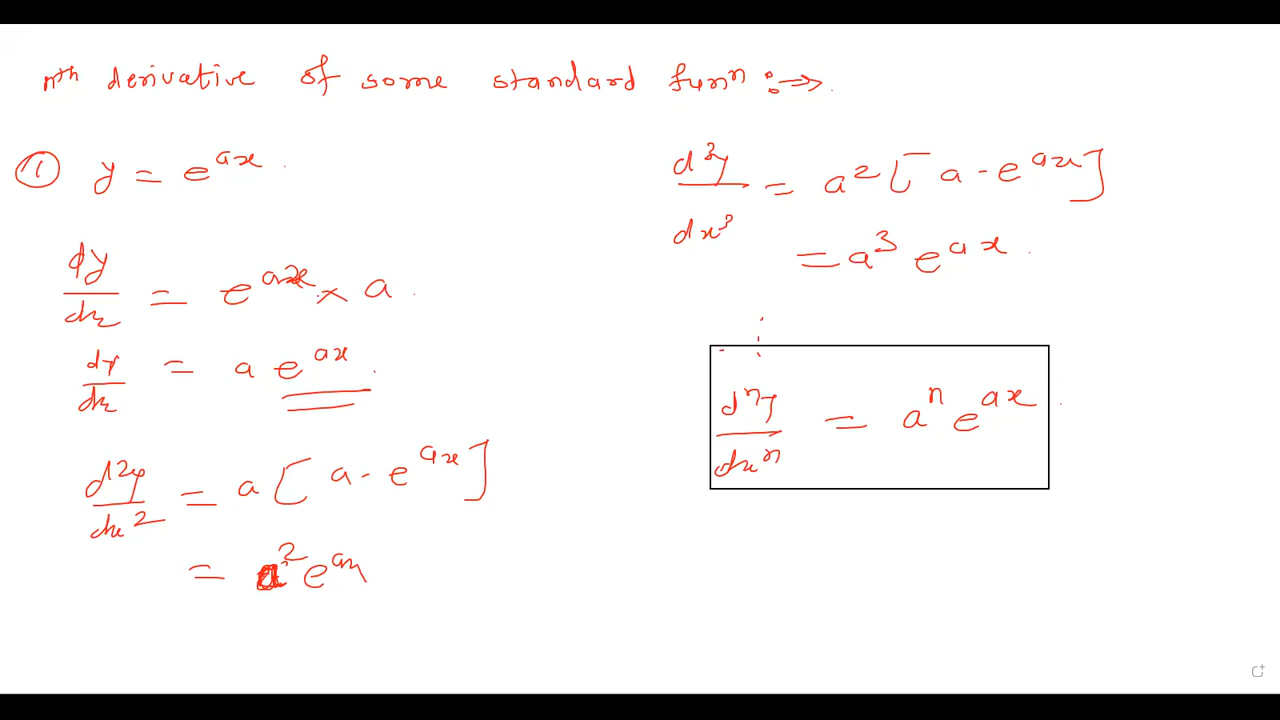 nth derivative of some standard funⁿ :→
① y = e^{ax}
dy/dx = e^{ax} × a
dy/dx = a e^{ax}
d²y/dx² = a [ a · e^{ax} ]
= a² e^{ax}
d³y/dx³ = a² [ a · e^{ax} ]
= a³ e^{ax}
dⁿy/dxⁿ = aⁿ e^{ax}